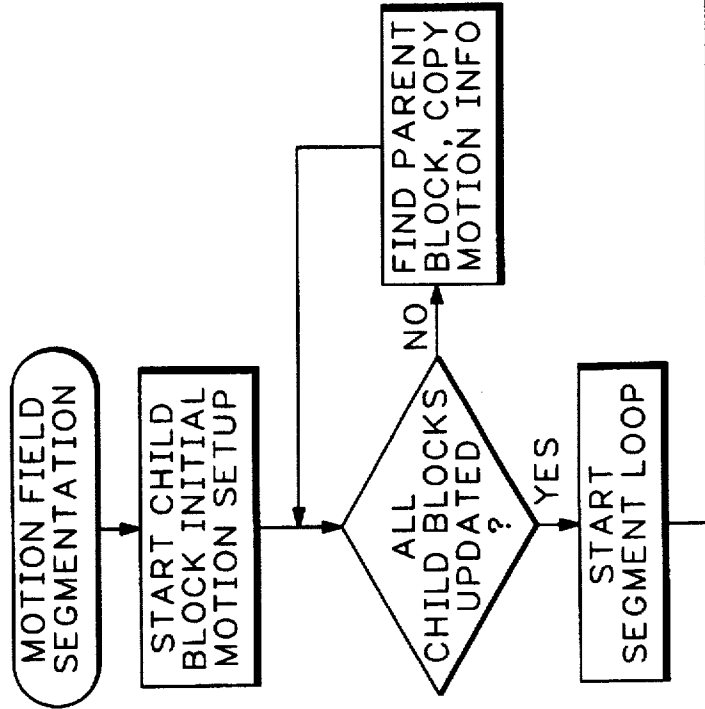 MOTION FIELD
SEGMENTATION
START CHILD
BLOCK INITIAL
MOTION SETUP
ALL
CHILD BLOCKS
UPDATED
?
NO
FIND PARENT
BLOCK, COPY
MOTION INFO
YES
START
SEGMENT LOOP